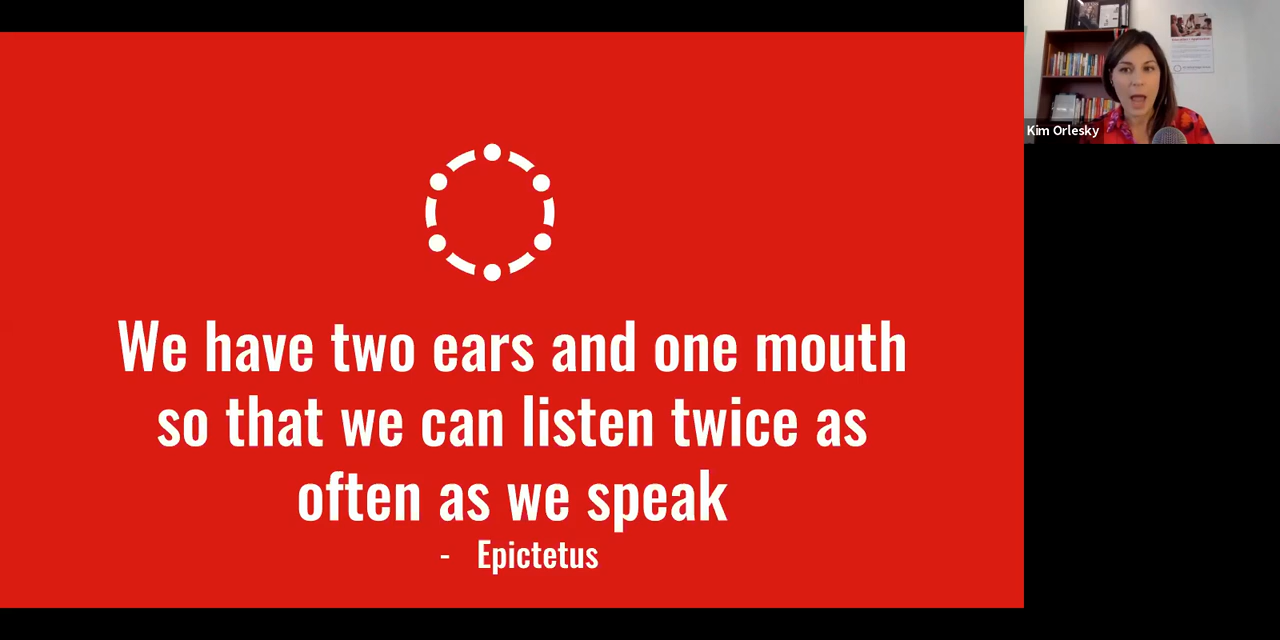 We have two ears and one mouth
so that we can listen twice as
often as we speak
- Epictetus
Kim Orlesky